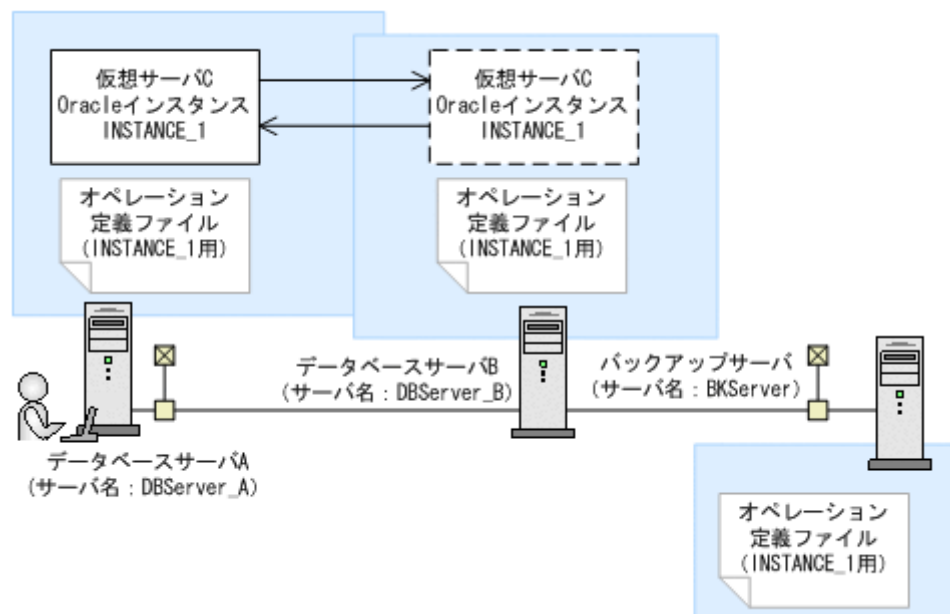 仮想サーバC
Oracleインスタンス
INSTANCE_1
仮想サーバC
Oracleインスタンス
INSTANCE_1
オペレーション
定義ファイル
(INSTANCE_1用)
オペレーション
定義ファイル
(INSTANCE_1用)
データベースサーバB
(サーバ名：DBServer_B)
バックアップサーバ
(サーバ名：BKServer)
データベースサーバA
(サーバ名：DBServer_A)
オペレーション
定義ファイル
(INSTANCE_1用)